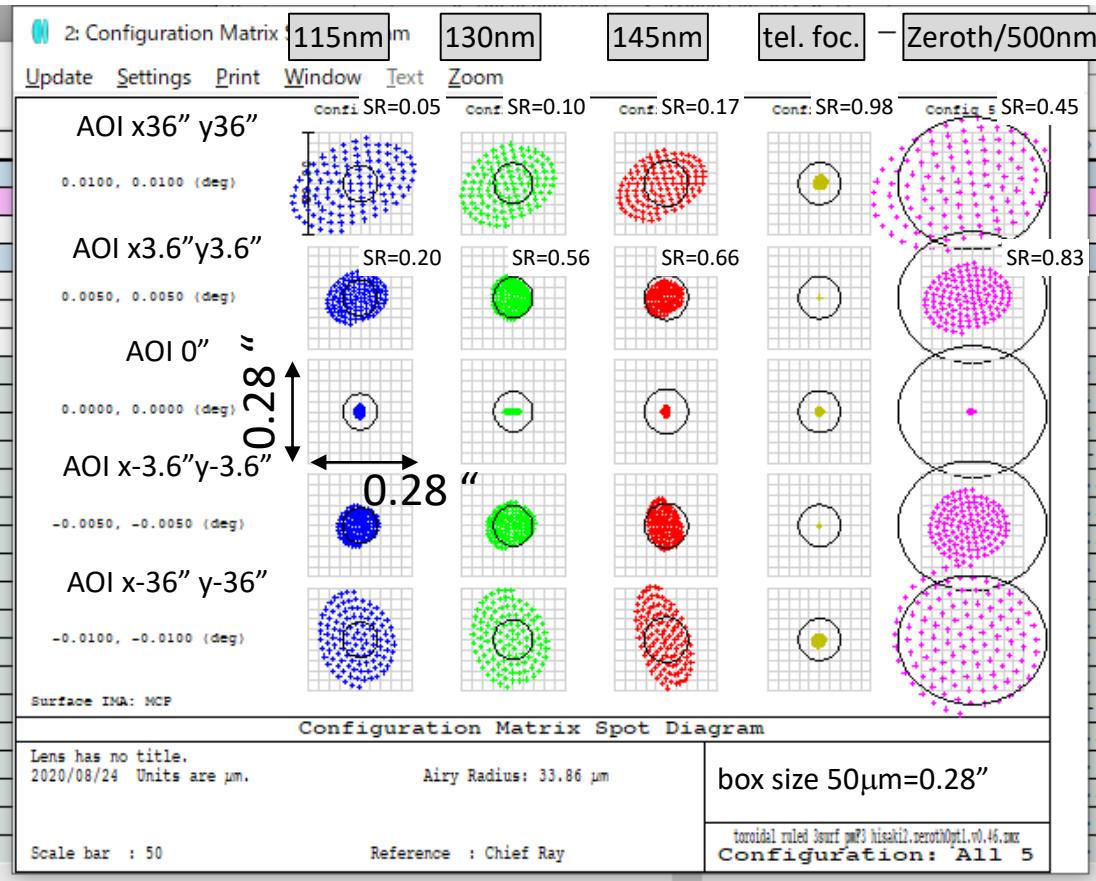 2: Configuration Matrix S
115nm
130nm
145nm
tel. foc.
Zeroth/500nm
Update Settings Print Window Text Zoom
SR=0.05
SR=0.10
SR=0.17
SR=0.98
Config 5 SR=0.45
AOI x36” y36”
0.0100, 0.0100 (deg)
AOI x3.6”y3.6”
SR=0.20
SR=0.56
SR=0.66
SR=0.83
0.0050, 0.0050 (deg)
AOI 0”
0.28 “
0.0000, 0.0000 (deg)
AOI x-3.6”y-3.6”
0.28 “
-0.0050, -0.0050 (deg)
AOI x-36” y-36”
-0.0100, -0.0100 (deg)
Surface IMA: MCP
Configuration Matrix Spot Diagram
Lens has no title.
2020/08/24 Units are µm.
Airy Radius: 33.86 µm
box size 50µm=0.28”
Scale bar : 50
Reference : Chief Ray
Configuration: All 5